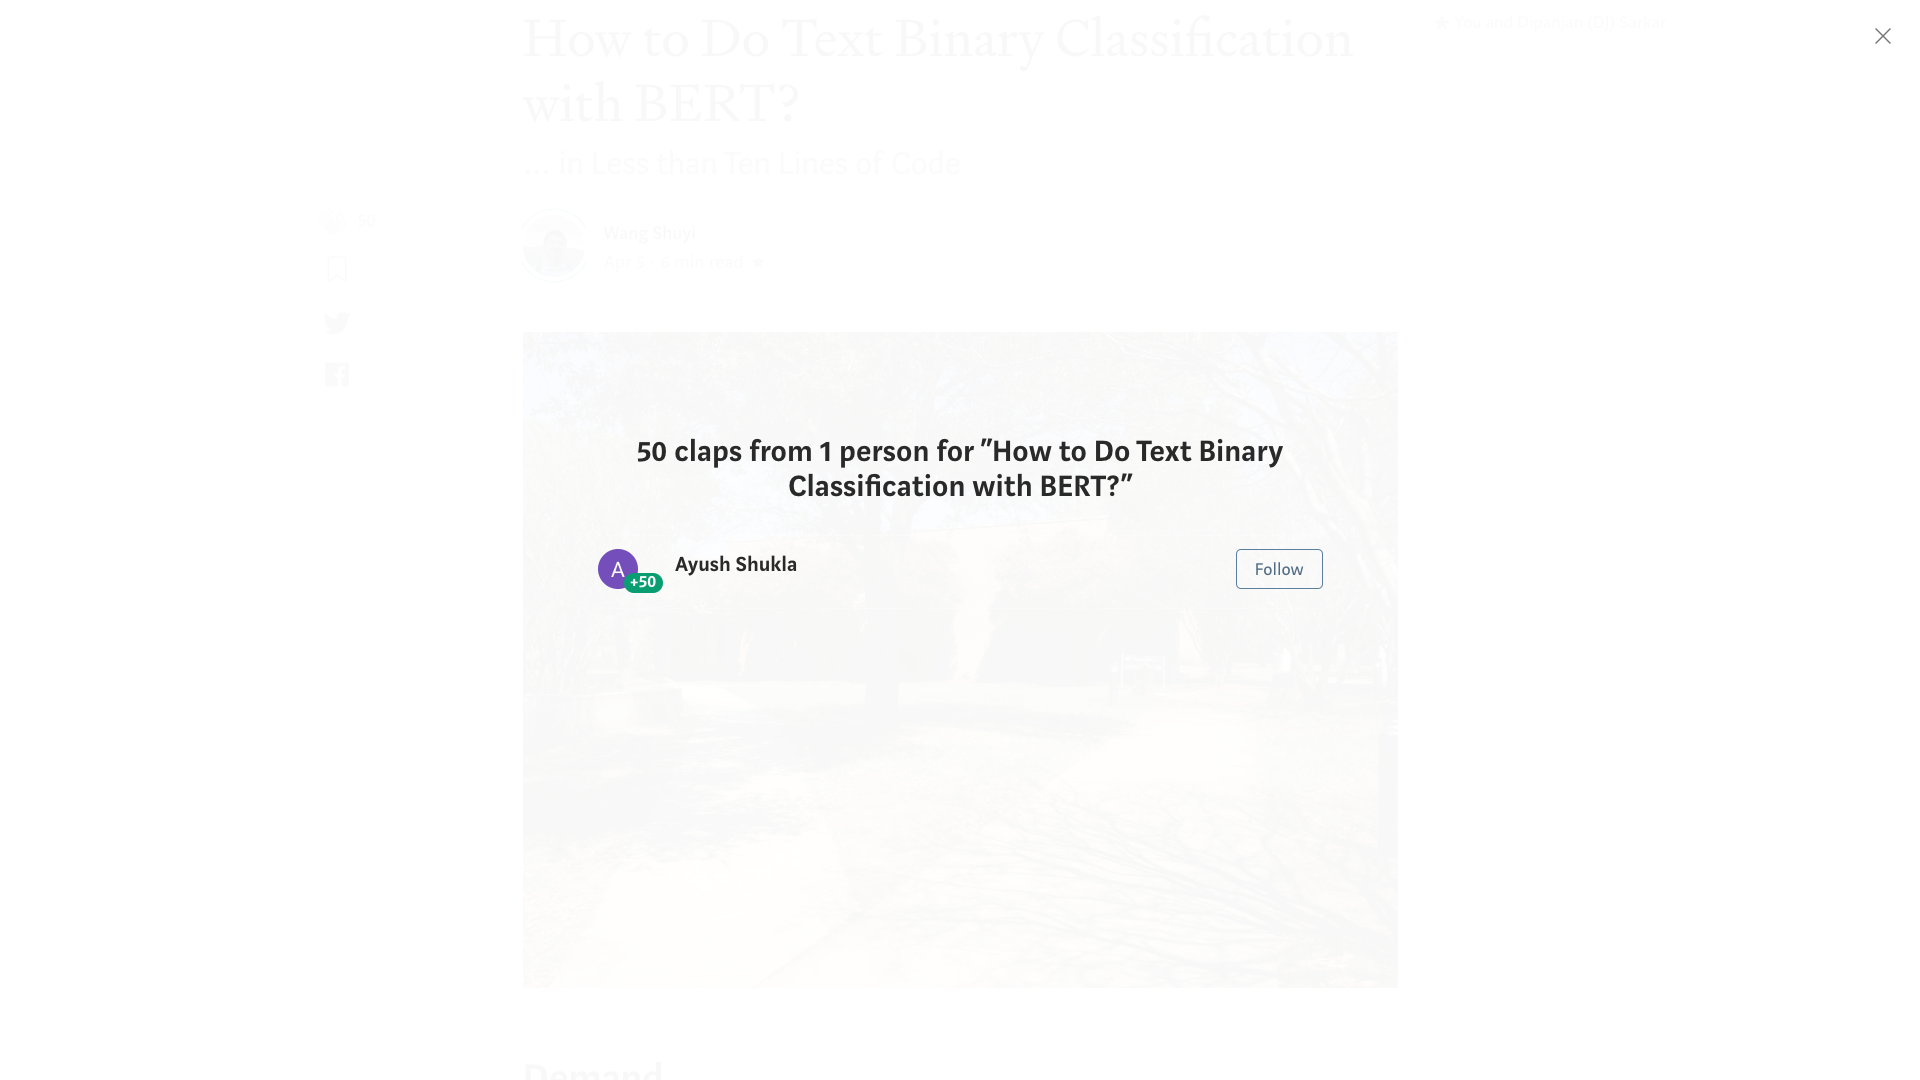 How to Do Text Binary Classification
with BERT?
... in Less than Ten Lines of Code
You and Dipanjan (DJ) Sarkar
50
Wang Shuyi
Apr 5 · 6 min read
50 claps from 1 person for ”How to Do Text Binary
Classification with BERT?”
A
+50
Ayush Shukla
Follow
Demand